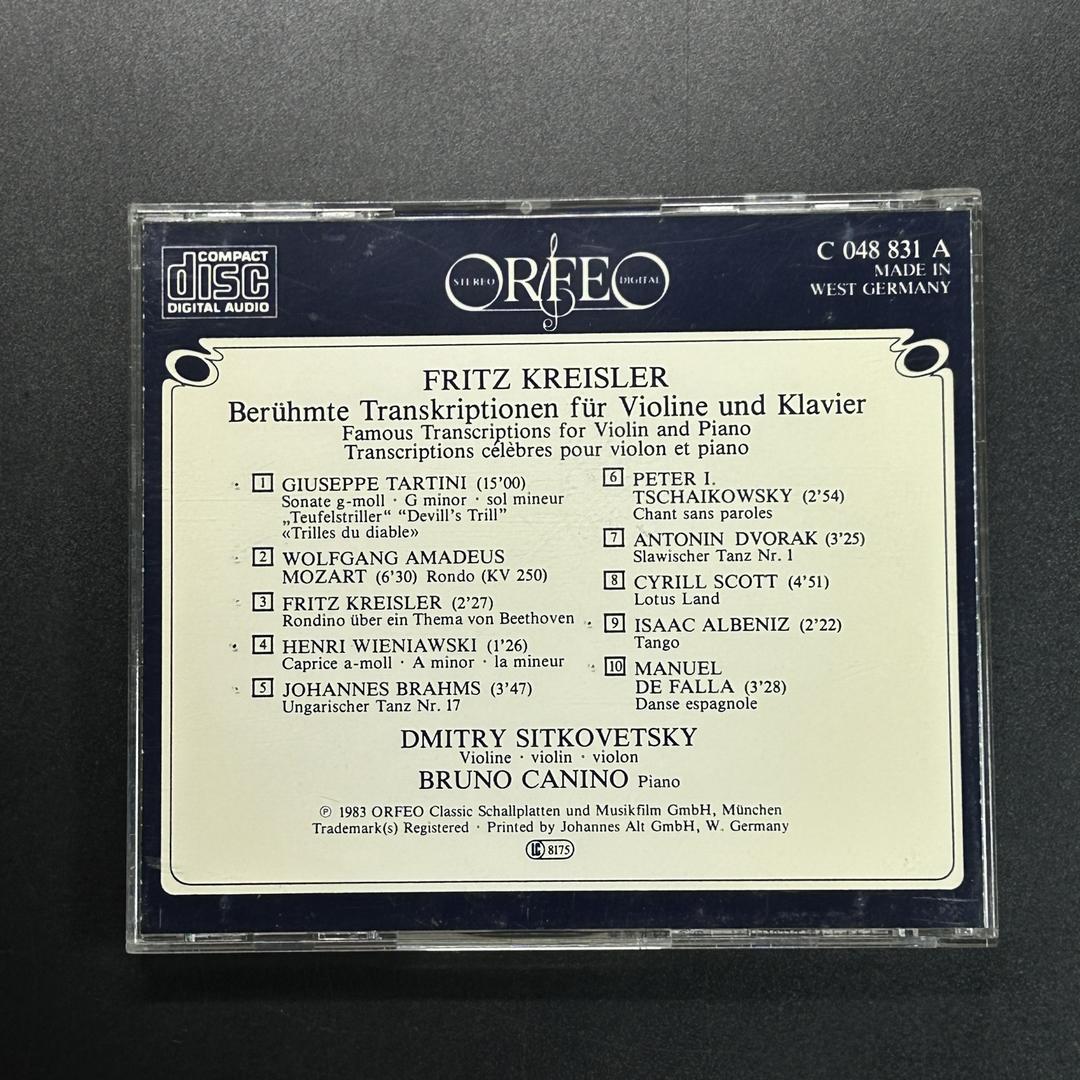 COMPACT
disc
DIGITAL AUDIO
STEREO ORFEO DIGITAL
C 048 831 A
MADE IN
WEST GERMANY
FRITZ KREISLER
Berühmte Transkriptionen für Violine und Klavier
Famous Transcriptions for Violin and Piano
Transcriptions célèbres pour violon et piano
1 GIUSEPPE TARTINI (15'00)
Sonate g-moll · G minor · sol mineur
„Teufelstriller“ “Devill's Trill”
«Trilles du diable»
2 WOLFGANG AMADEUS
MOZART (6'30) Rondo (KV 250)
3 FRITZ KREISLER (2'27)
Rondino über ein Thema von Beethoven
4 HENRI WIENIAWSKI (1'26)
Caprice a-moll · A minor · la mineur
5 JOHANNES BRAHMS (3'47)
Ungarischer Tanz Nr. 17
6 PETER I.
TSCHAIKOWSKY (2'54)
Chant sans paroles
7 ANTONIN DVORAK (3'25)
Slawischer Tanz Nr. 1
8 CYRILL SCOTT (4'51)
Lotus Land
9 ISAAC ALBENIZ (2'22)
Tango
10 MANUEL
DE FALLA (3'28)
Danse espagnole
DMITRY SITKOVETSKY
Violine · violin · violon
BRUNO CANINO Piano
℗ 1983 ORFEO Classic Schallplatten und Musikfilm GmbH, München
Trademark(s) Registered · Printed by Johannes Alt GmbH, W. Germany
LC 8175